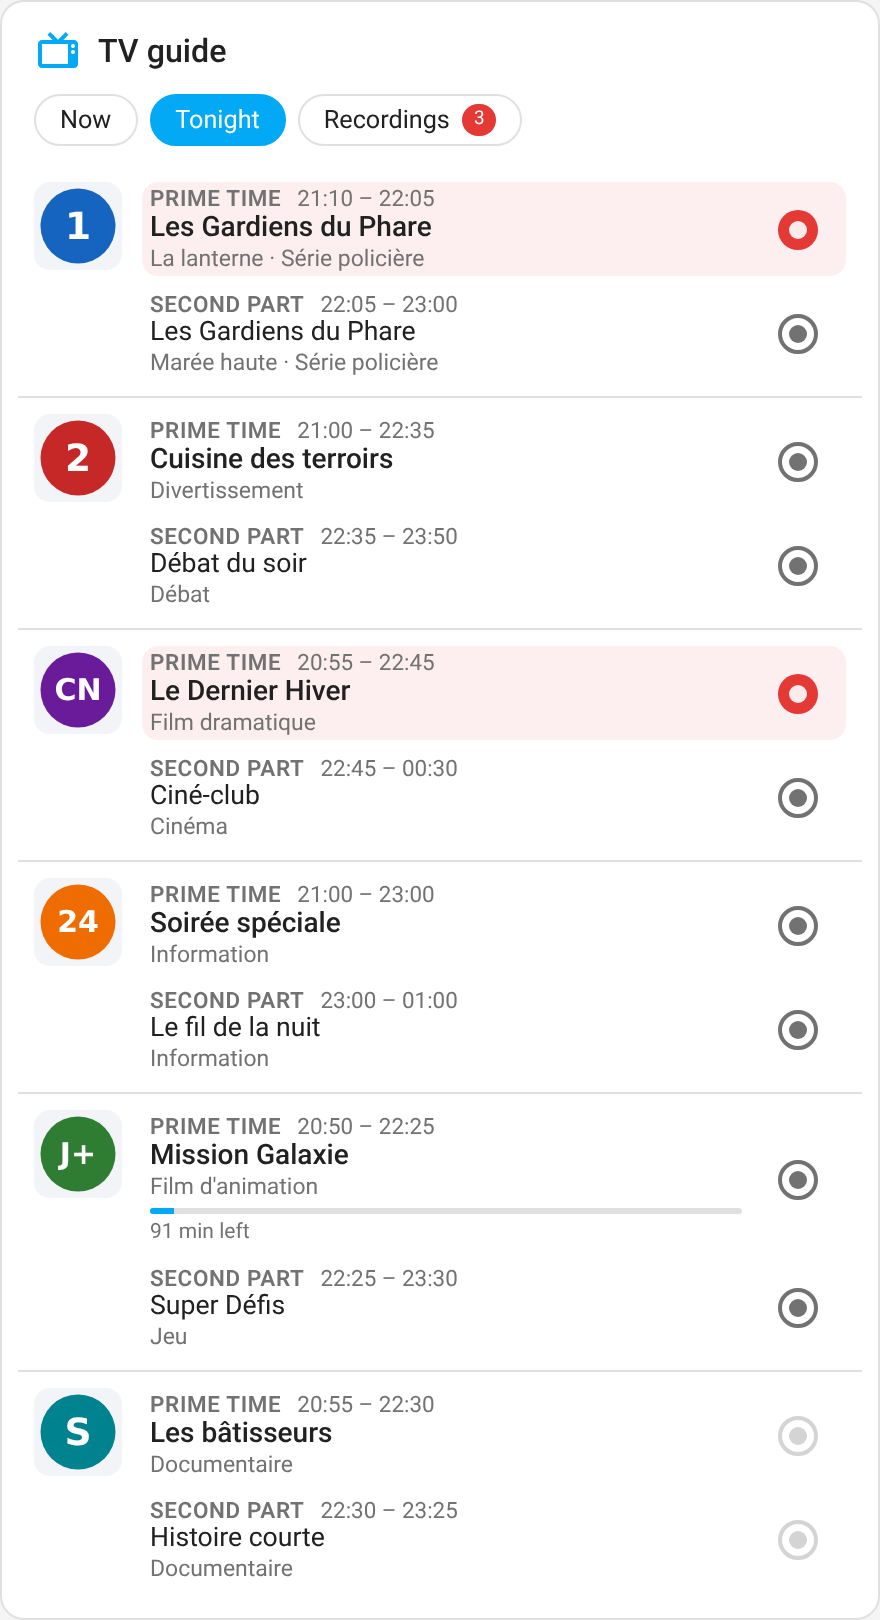 TV guide
Now
Tonight
Recordings 3
1
PRIME TIME 21:10 – 22:05
Les Gardiens du Phare
La lanterne · Série policière
SECOND PART 22:05 – 23:00
Les Gardiens du Phare
Marée haute · Série policière
2
PRIME TIME 21:00 – 22:35
Cuisine des terroirs
Divertissement
SECOND PART 22:35 – 23:50
Débat du soir
Débat
CN
PRIME TIME 20:55 – 22:45
Le Dernier Hiver
Film dramatique
SECOND PART 22:45 – 00:30
Ciné-club
Cinéma
24
PRIME TIME 21:00 – 23:00
Soirée spéciale
Information
SECOND PART 23:00 – 01:00
Le fil de la nuit
Information
J+
PRIME TIME 20:50 – 22:25
Mission Galaxie
Film d'animation
91 min left
SECOND PART 22:25 – 23:30
Super Défis
Jeu
S
PRIME TIME 20:55 – 22:30
Les bâtisseurs
Documentaire
SECOND PART 22:30 – 23:25
Histoire courte
Documentaire